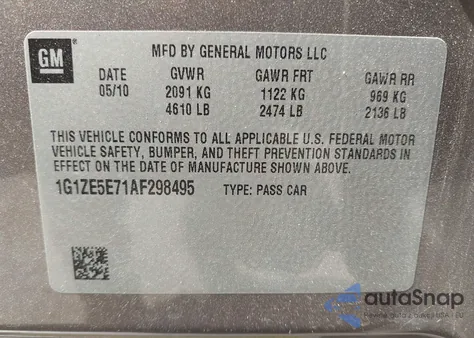 GM
MFD BY GENERAL MOTORS LLC
DATE GVWR GAWR FRT GAWR RR
05/10 2091 KG 1122 KG 969 KG
4610 LB 2474 LB 2136 LB
THIS VEHICLE CONFORMS TO ALL APPLICABLE U.S. FEDERAL MOTOR
VEHICLE SAFETY, BUMPER, AND THEFT PREVENTION STANDARDS IN
EFFECT ON THE DATE OF MANUFACTURE SHOWN ABOVE.
1G1ZE5E71AF298495 TYPE: PASS CAR
autoSnap